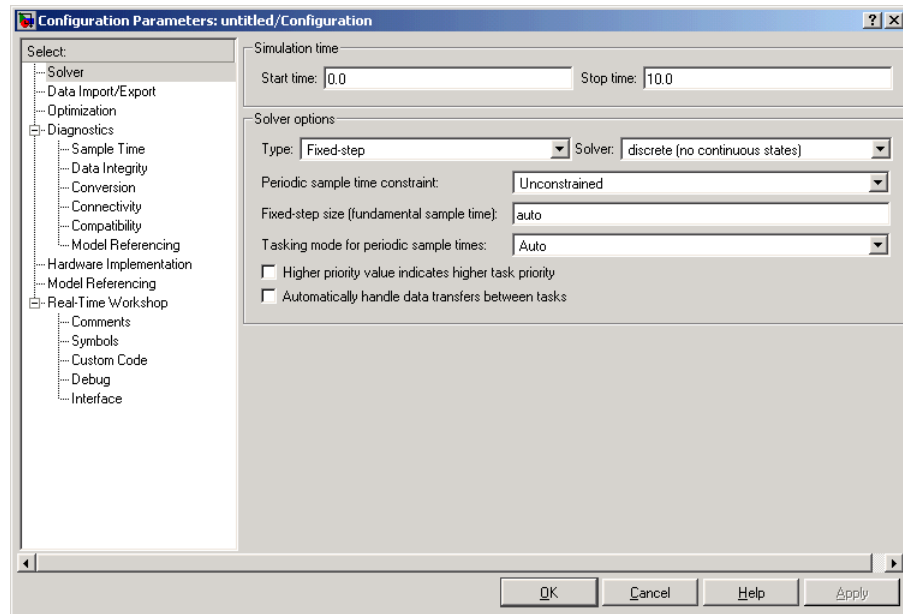 Configuration Parameters: untitled/Configuration
Select:
Solver
Data Import/Export
Optimization
Diagnostics
Sample Time
Data Integrity
Conversion
Connectivity
Compatibility
Model Referencing
Hardware Implementation
Model Referencing
Real-Time Workshop
Comments
Symbols
Custom Code
Debug
Interface
Simulation time
Start time: 0.0 Stop time: 10.0
Solver options
Type: Fixed-step Solver: discrete (no continuous states)
Periodic sample time constraint: Unconstrained
Fixed-step size (fundamental sample time): auto
Tasking mode for periodic sample times: Auto
Higher priority value indicates higher task priority
Automatically handle data transfers between tasks
OK Cancel Help Apply